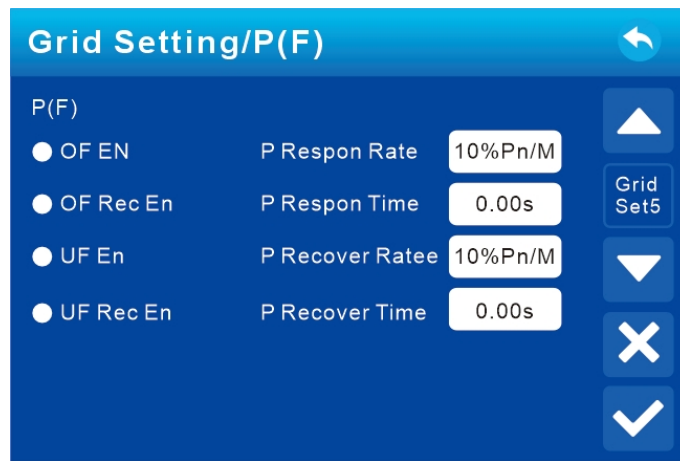 Grid Setting/P(F)
P(F)
OF EN P Respon Rate 10%Pn/M
OF Rec En P Respon Time 0.00s
UF En P Recover Ratee 10%Pn/M
UF Rec En P Recover Time 0.00s
Grid
Set5